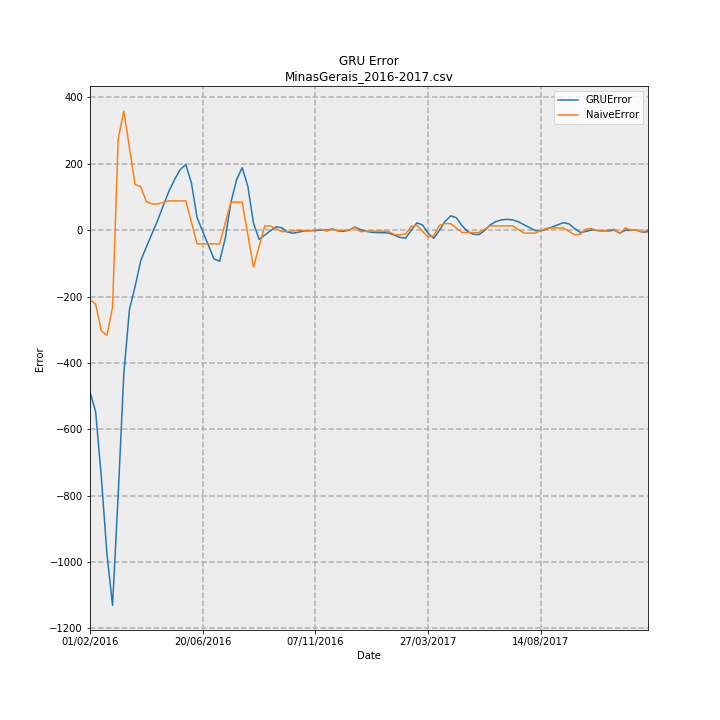 GRU Error
MinasGerais_2016-2017.csv
GRUError
NaiveError
400
200
0
−200
−400
−600
−800
−1000
−1200
Error
01/02/2016
20/06/2016
07/11/2016
27/03/2017
14/08/2017
Date